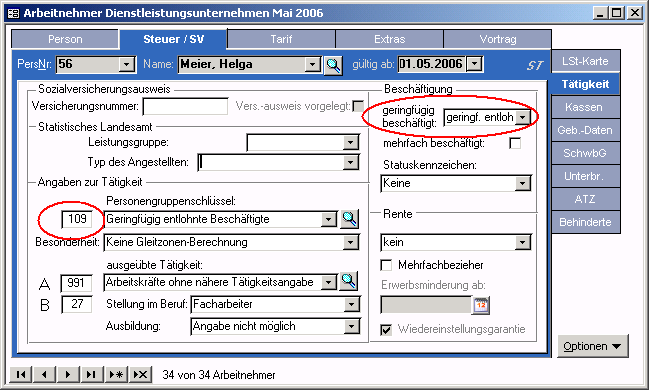 Arbeitnehmer Dienstleistungsunternehmen Mai 2006
Person Steuer / SV Tarif Extras Vortrag
PersNr: 56 Name: Meier, Helga gültig ab: 01.05.2006 ST
LSt-Karte
Tätigkeit
Kassen
Geb.-Daten
SchwbG
Unterbr.
ATZ
Behinderte
Sozialversicherungsausweis
Versicherungsnummer: Vers.-ausweis vorgelegt:
Statistisches Landesamt
Leistungsgruppe:
Typ des Angestellten:
Angaben zur Tätigkeit
Personengruppenschlüssel:
109 Geringfügig entlohnte Beschäftigte
Besonderheit: Keine Gleitzonen-Berechnung
ausgeübte Tätigkeit:
A 991 Arbeitskräfte ohne nähere Tätigkeitsangabe
B 27 Stellung im Beruf: Facharbeiter
Ausbildung: Angabe nicht möglich
Beschäftigung
geringfügig
beschäftigt: geringf. entloh
mehrfach beschäftigt:
Statuskennzeichen:
Keine
Rente
kein
Mehrfachbezieher
Erwerbsminderung ab:
12
Wiedereinstellungsgarantie
Optionen
34 von 34 Arbeitnehmer